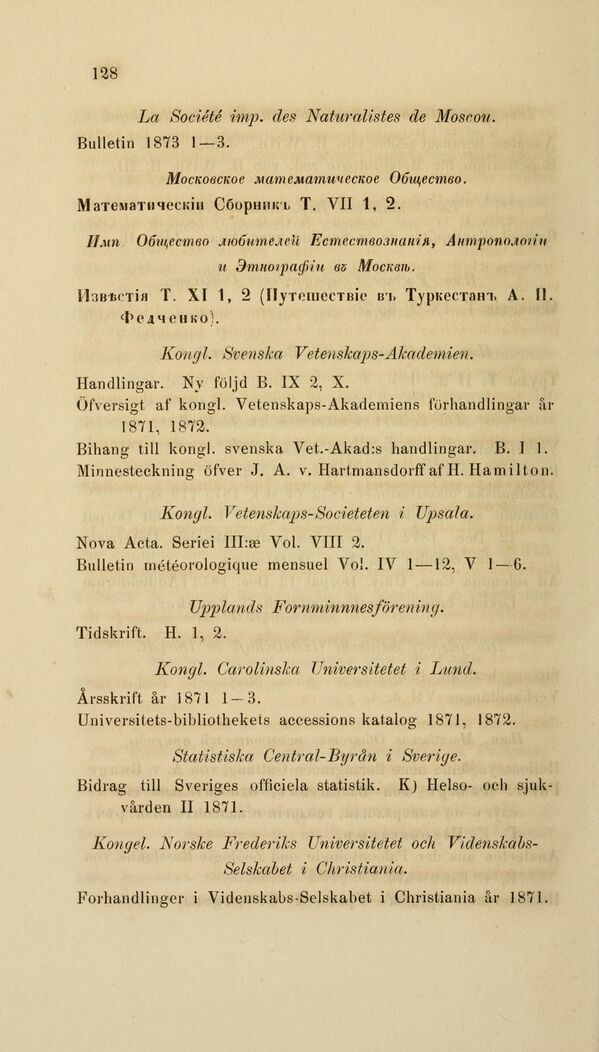 128
La Société imp. des Naturalistes de Moscou.
Bulletin 1873 1—3.
Московское математическое Общество.
Математическіи Сборникъ Т. VII 1, 2.
Имп Общество любителей Естествознанія, Антропологіи
и Этнографіи въ Москвѣ.
Извѣстія Т. XI 1, 2 (Путешествіе въ Туркестанъ А. П.
Федченко).
Kongl. Svenska Vetenskaps-Akademien.
Handlingar. Ny följd B. IX 2, X.
Öfversigt af kongl. Vetenskaps-Akademiens förhandlingar år
1871, 1872.
Bihang till kongl. svenska Vet.-Akad:s handlingar. B. I 1.
Minnesteckning öfver J. A. v. Hartmansdorff af H. Hamilton.
Kongl. Vetenskaps-Societeten i Upsala.
Nova Acta. Seriei III:æ Vol. VIII 2.
Bulletin météorologique mensuel Vol. IV 1—12, V 1—6.
Upplands Fornminnnesförening.
Tidskrift. H. 1, 2.
Kongl. Carolinska Universitetet i Lund.
Årsskrift år 1871 1—3.
Universitets-bibliothekets accessions katalog 1871, 1872.
Statistiska Central-Byrån i Sverige.
Bidrag till Sveriges officiela statistik. K) Helso- och sjuk-
vården II 1871.
Kongel. Norske Frederiks Universitetet och Videnskabs-
Selskabet i Christiania.
Forhandlinger i Videnskabs-Selskabet i Christiania år 1871.